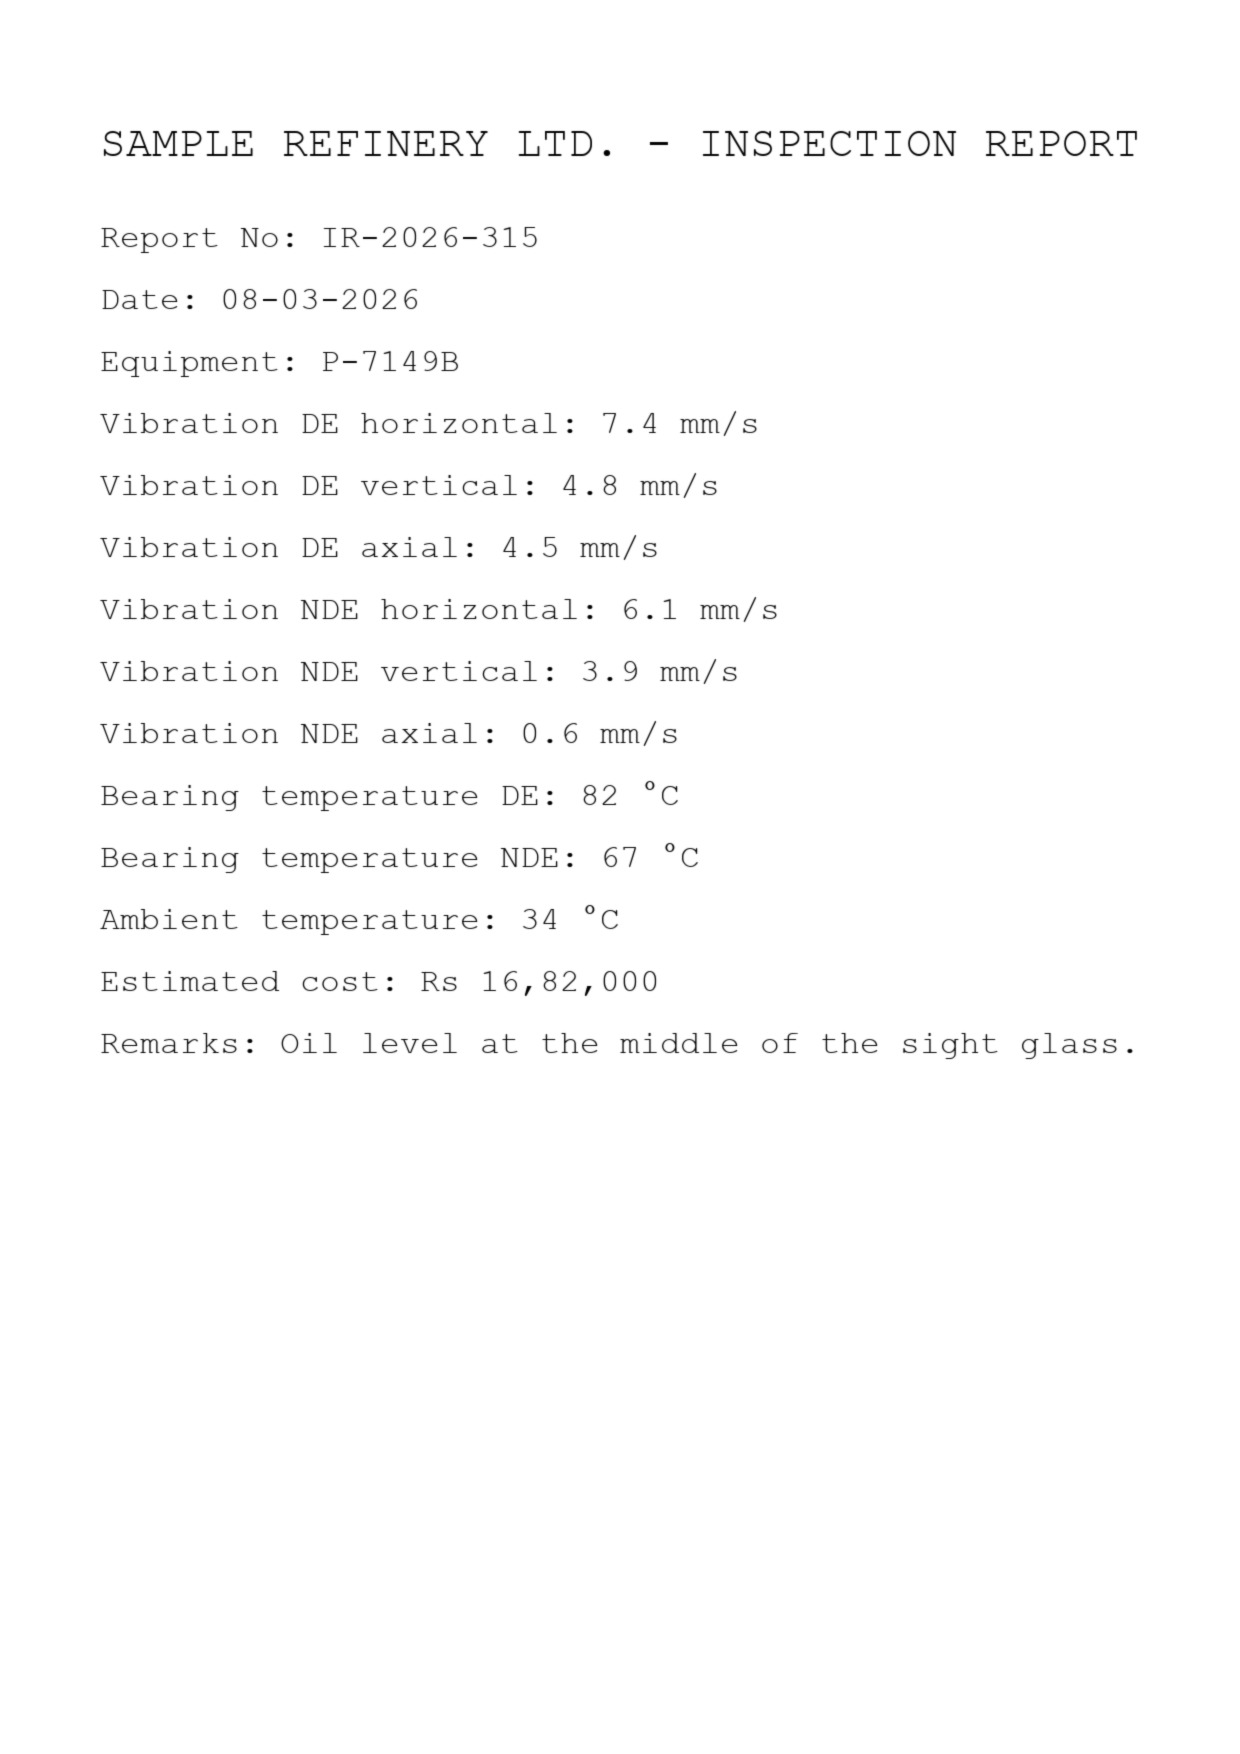 SAMPLE REFINERY LTD. - INSPECTION REPORT
Report No: IR-2026-315
Date: 08-03-2026
Equipment: P-7149B
Vibration DE horizontal: 7.4 mm/s
Vibration DE vertical: 4.8 mm/s
Vibration DE axial: 4.5 mm/s
Vibration NDE horizontal: 6.1 mm/s
Vibration NDE vertical: 3.9 mm/s
Vibration NDE axial: 0.6 mm/s
Bearing temperature DE: 82 °C
Bearing temperature NDE: 67 °C
Ambient temperature: 34 °C
Estimated cost: Rs 16,82,000
Remarks: Oil level at the middle of the sight glass.